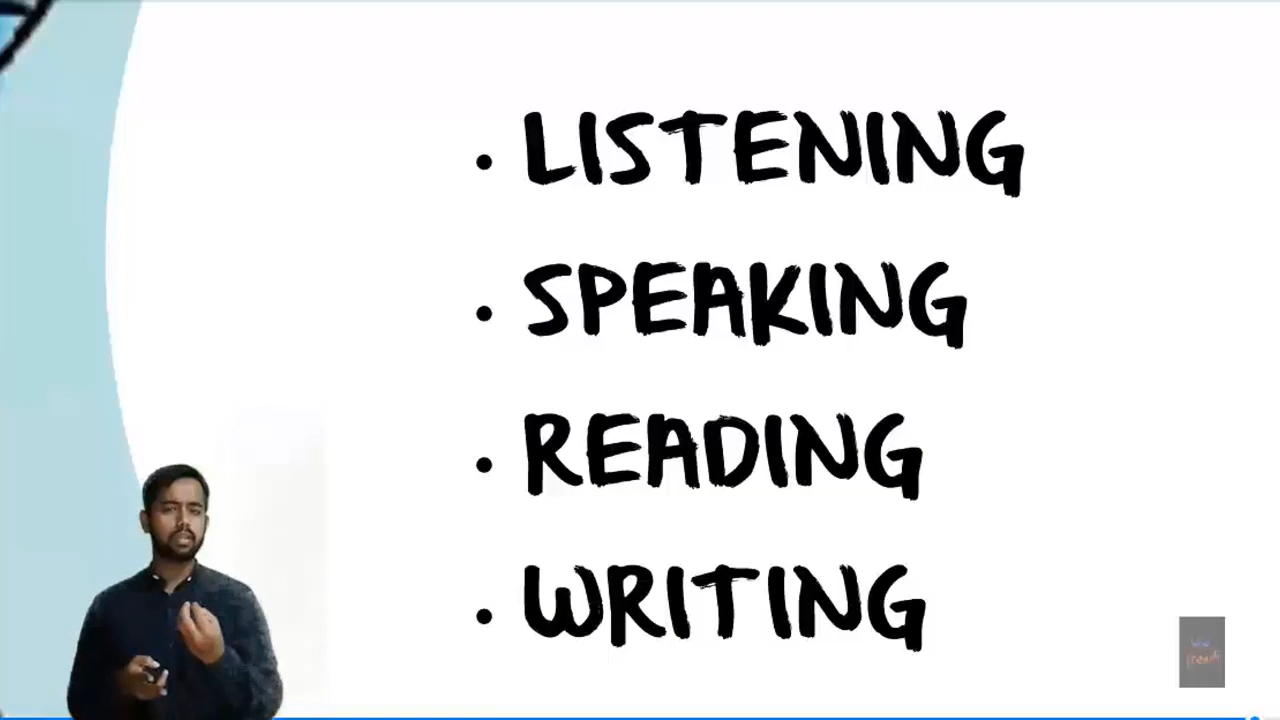 • LISTENING
• SPEAKING
• READING
• WRITING